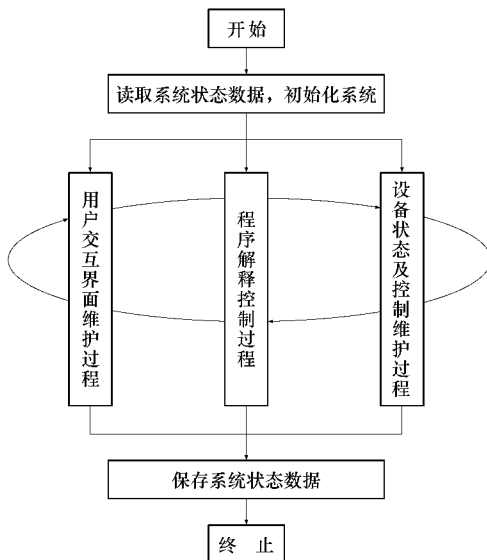 开始
读取系统状态数据，初始化系统
用户交互界面维护过程
程序解释控制过程
设备状态及控制维护过程
保存系统状态数据
终 止